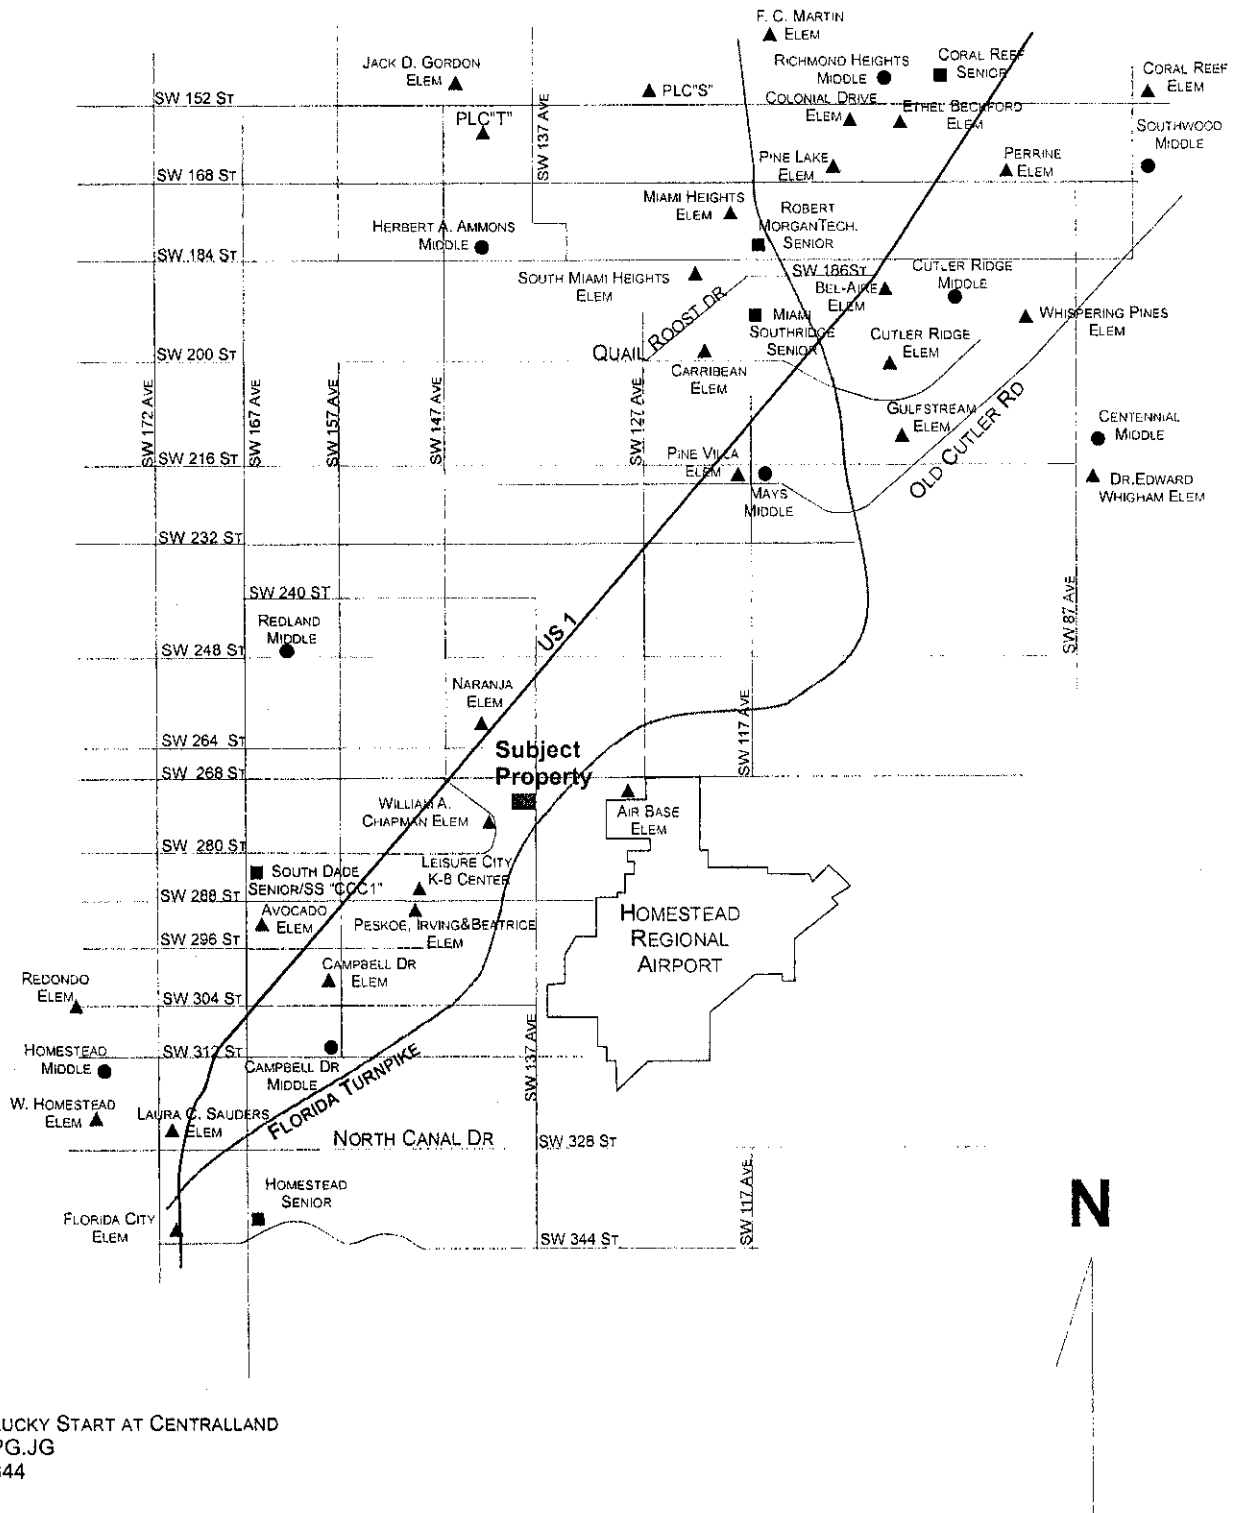 F. C. MARTIN
ELEM
JACK D. GORDON
ELEM
RICHMOND HEIGHTS
MIDDLE
CORAL REEF
SENIOR
CORAL REEF
ELEM
SW 152 ST
PLC"S"
COLONIAL DRIVE
ELEM
ETHEL BECKFORD
ELEM
PLC"T"
SW 137 AVE
SOUTHWOOD
MIDDLE
PINE LAKE
ELEM
PERRINE
ELEM
SW 168 ST
MIAMI HEIGHTS
ELEM
ROBERT
MORGANTECH.
SENIOR
HERBERT A. AMMONS
MIDDLE
SW 184 ST
SOUTH MIAMI HEIGHTS
ELEM
SW 186ST
BEL-AIRE
ELEM
CUTLER RIDGE
MIDDLE
QUAIL ROOST DR
MIAMI
SOUTHRIDGE
SENIOR
WHISPERING PINES
ELEM
CUTLER RIDGE
ELEM
SW 200 ST
CARRIBEAN
ELEM
SW 172 AVE
SW 167 AVE
SW 157 AVE
SW 147 AVE
SW 127 AVE
GULFSTREAM
ELEM
OLD CUTLER RD
CENTENNIAL
MIDDLE
SW 216 ST
PINE VILLA
ELEM
MAYS
MIDDLE
DR.EDWARD
WHIGHAM ELEM
SW 232 ST
SW 240 ST
SW 87 AVE
REDLAND
MIDDLE
US 1
SW 248 ST
NARANJA
ELEM
SW 117 AVE
SW 264 ST
Subject
Property
SW 268 ST
WILLIAM A.
CHAPMAN ELEM
AIR BASE
ELEM
SW 280 ST
SOUTH DADE
SENIOR/SS "CCC1"
LEISURE CITY
K-8 CENTER
SW 288 ST
AVOCADO
ELEM
PESKOE, IRVING&BEATRICE
ELEM
HOMESTEAD
REGIONAL
AIRPORT
SW 296 ST
CAMPBELL DR
ELEM
REDONDO
ELEM
SW 304 ST
SW 137 AVE
HOMESTEAD
MIDDLE
SW 312 ST
CAMPBELL DR
MIDDLE
FLORIDA TURNPIKE
W. HOMESTEAD
ELEM
LAURA C. SAUDERS
ELEM
NORTH CANAL DR
SW 328 ST
SW 117 AVE
HOMESTEAD
SENIOR
FLORIDA CITY
ELEM
SW 344 ST
N
UCKY START AT CENTRALLAND
PG.JG
44